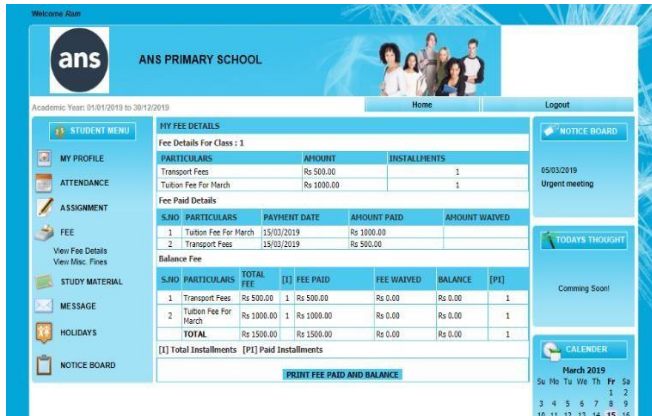 Welcome Ram
ans
ANS PRIMARY SCHOOL
Academic Year: 01/01/2019 to 30/12/2019
Home
Logout
STUDENT MENU
MY PROFILE
ATTENDANCE
ASSIGNMENT
FEE
View Fee Details
View Misc. Fines
STUDY MATERIAL
MESSAGE
HOLIDAYS
NOTICE BOARD
MY FEE DETAILS
Fee Details For Class : 1
PARTICULARS AMOUNT INSTALLMENTS
Transport Fees Rs 500.00 1
Tuition Fee For March Rs 1000.00 1
Fee Paid Details
S.NO PARTICULARS PAYMENT DATE AMOUNT PAID AMOUNT WAIVED
1 Tuition Fee For March 15/03/2019 Rs 1000.00
2 Transport Fees 15/03/2019 Rs 500.00
Balance Fee
S.NO PARTICULARS TOTAL FEE [I] FEE PAID FEE WAIVED BALANCE [PI]
1 Transport Fees Rs 500.00 1 Rs 500.00 Rs 0.00 Rs 0.00 1
2 Tuition Fee For March Rs 1000.00 1 Rs 1000.00 Rs 0.00 Rs 0.00 1
TOTAL Rs 1500.00 Rs 1500.00 Rs 0.00 Rs 0.00 1
[I] Total Installments [PI] Paid Installments
PRINT FEE PAID AND BALANCE
NOTICE BOARD
05/03/2019
Urgent meeting
TODAYS THOUGHT
Comming Soon!
CALENDER
March 2019
Su Mo Tu We Th Fr Sa
1 2
3 4 5 6 7 8 9
10 11 12 13 14 15 16